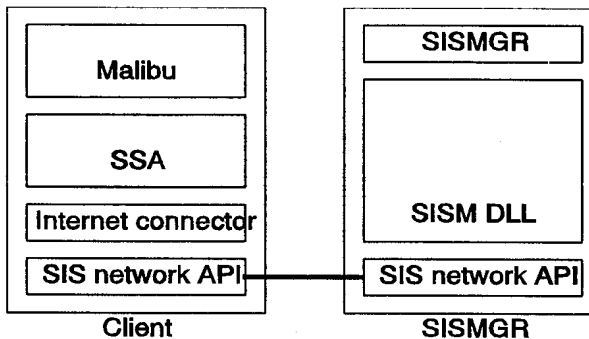 Malibu
SSA
Internet connector
SIS network API
Client
SISMGR
SISM DLL
SIS network API
SISMGR